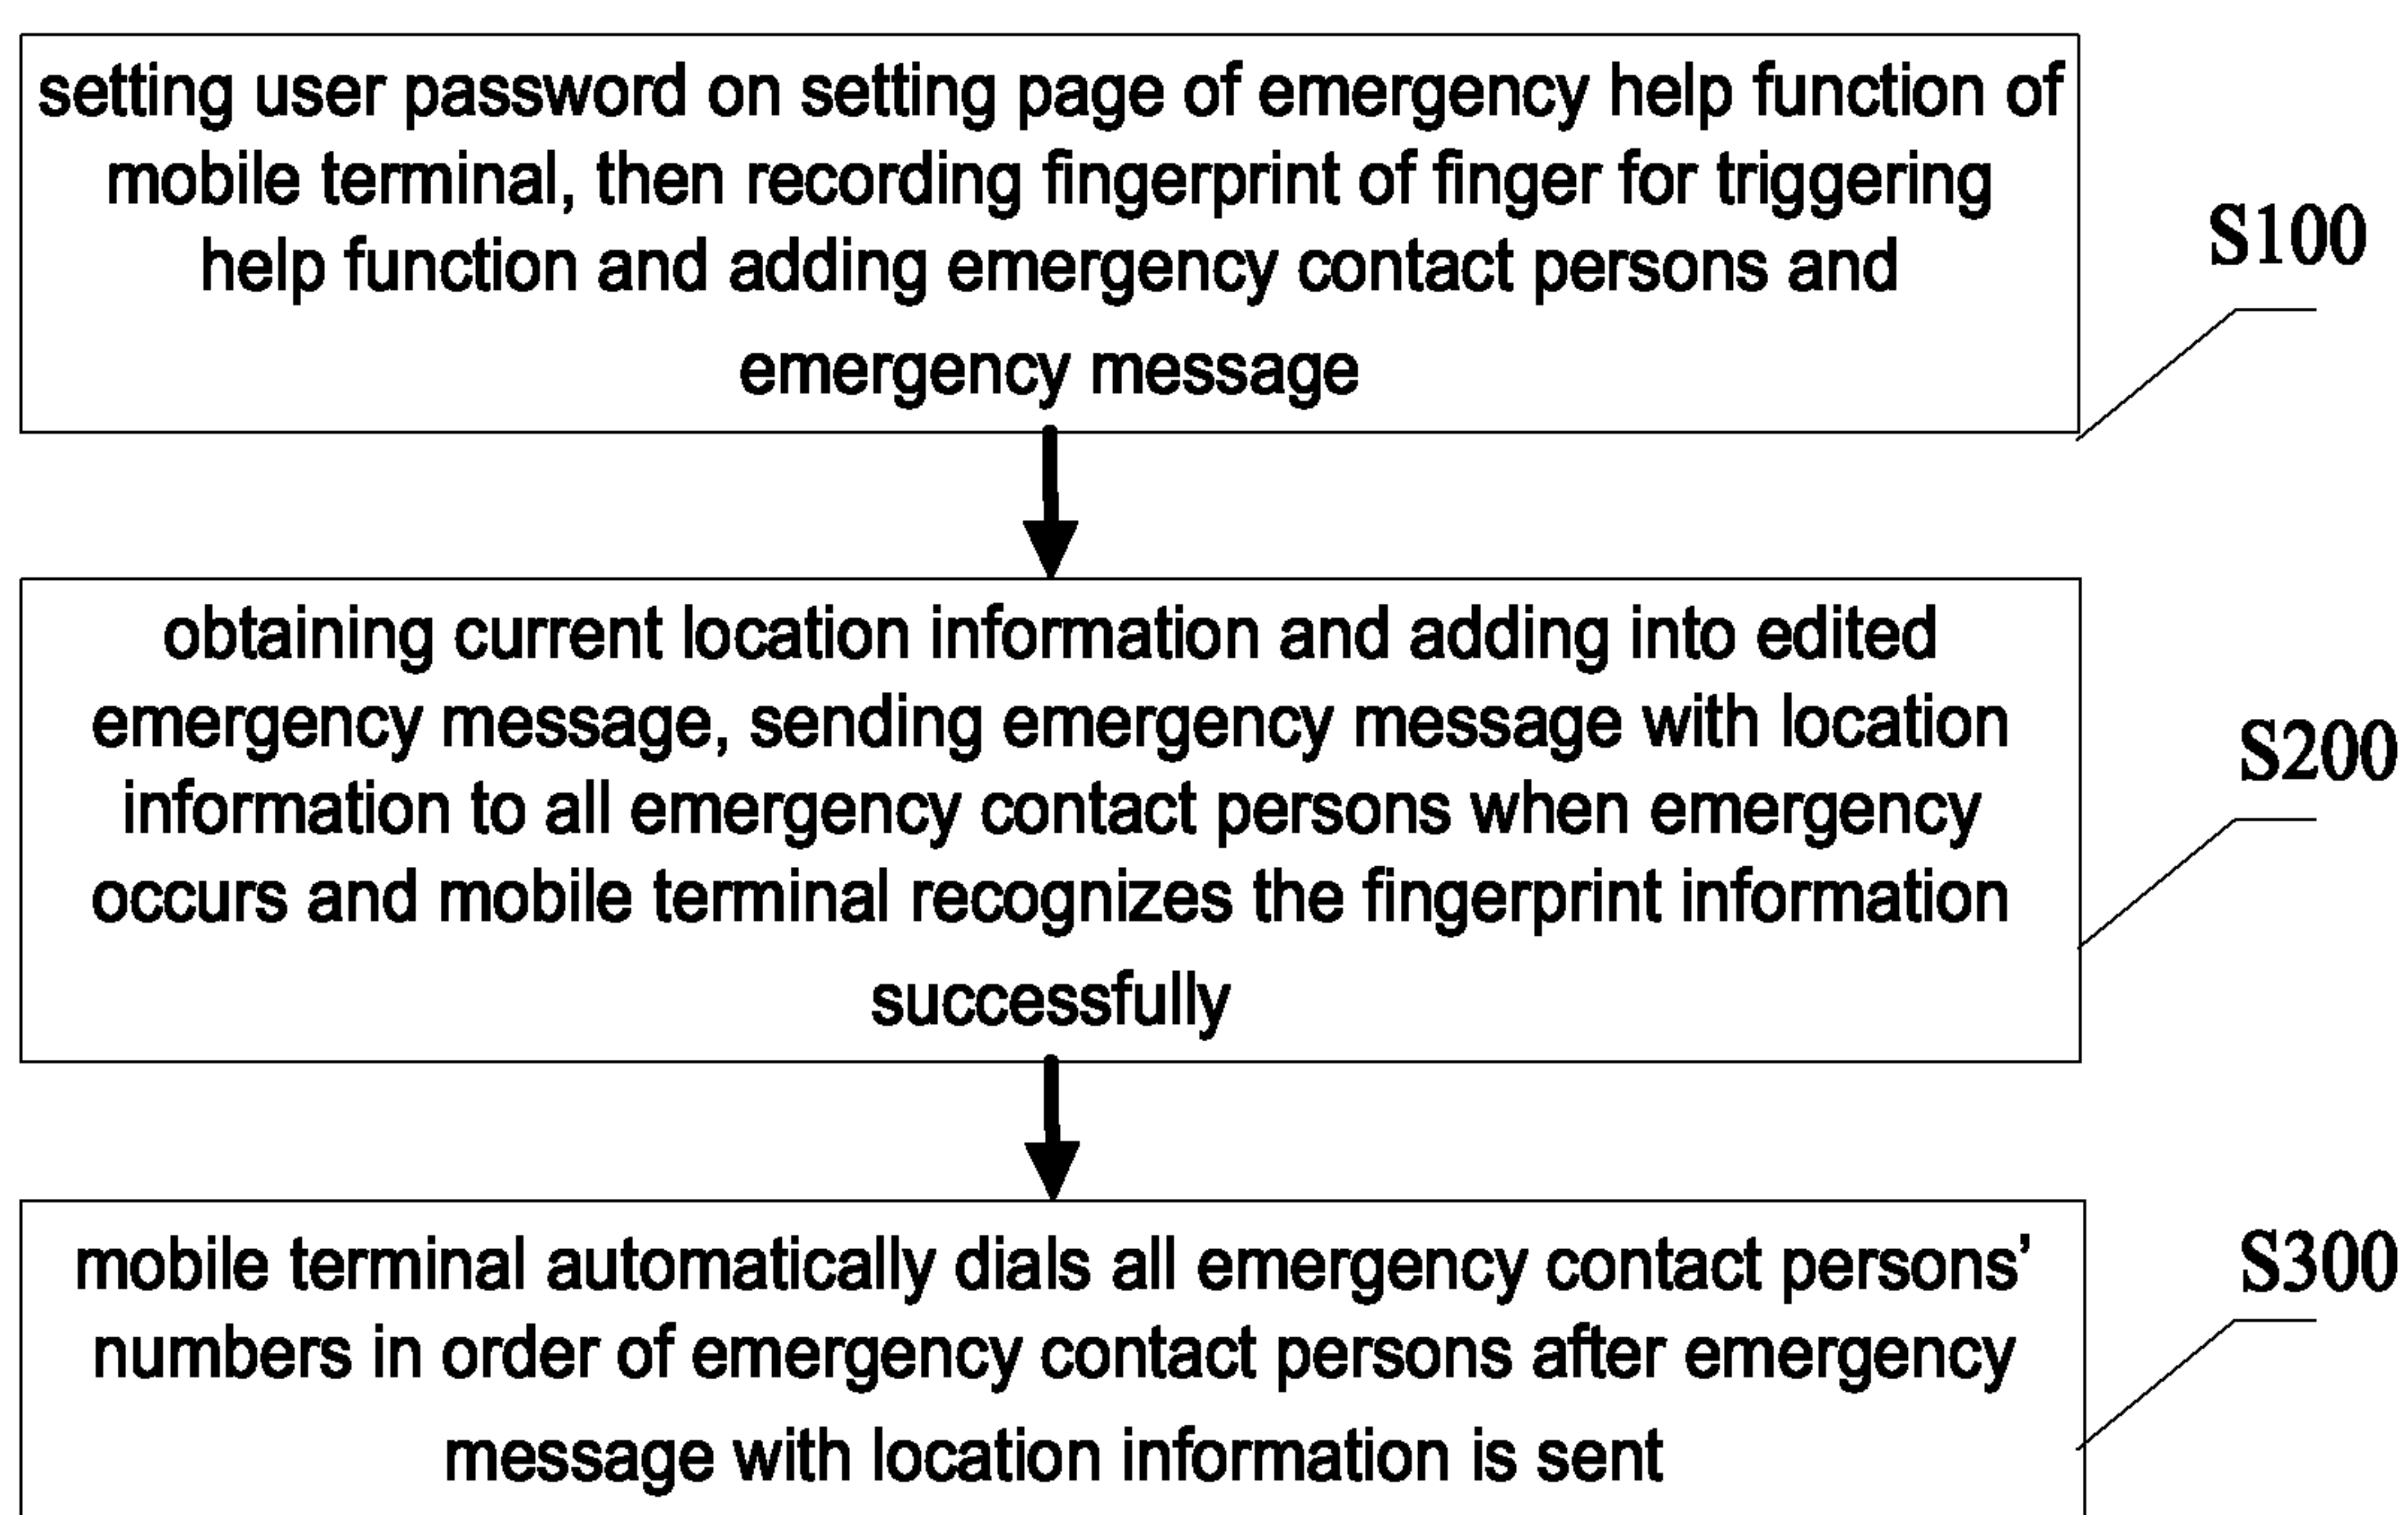 setting user password on setting page of emergency help function of
mobile terminal, then recording fingerprint of finger for triggering
help function and adding emergency contact persons and
emergency message
S100
obtaining current location information and adding into edited
emergency message, sending emergency message with location
information to all emergency contact persons when emergency
occurs and mobile terminal recognizes the fingerprint information
successfully
S200
mobile terminal automatically dials all emergency contact persons’
numbers in order of emergency contact persons after emergency
message with location information is sent
S300